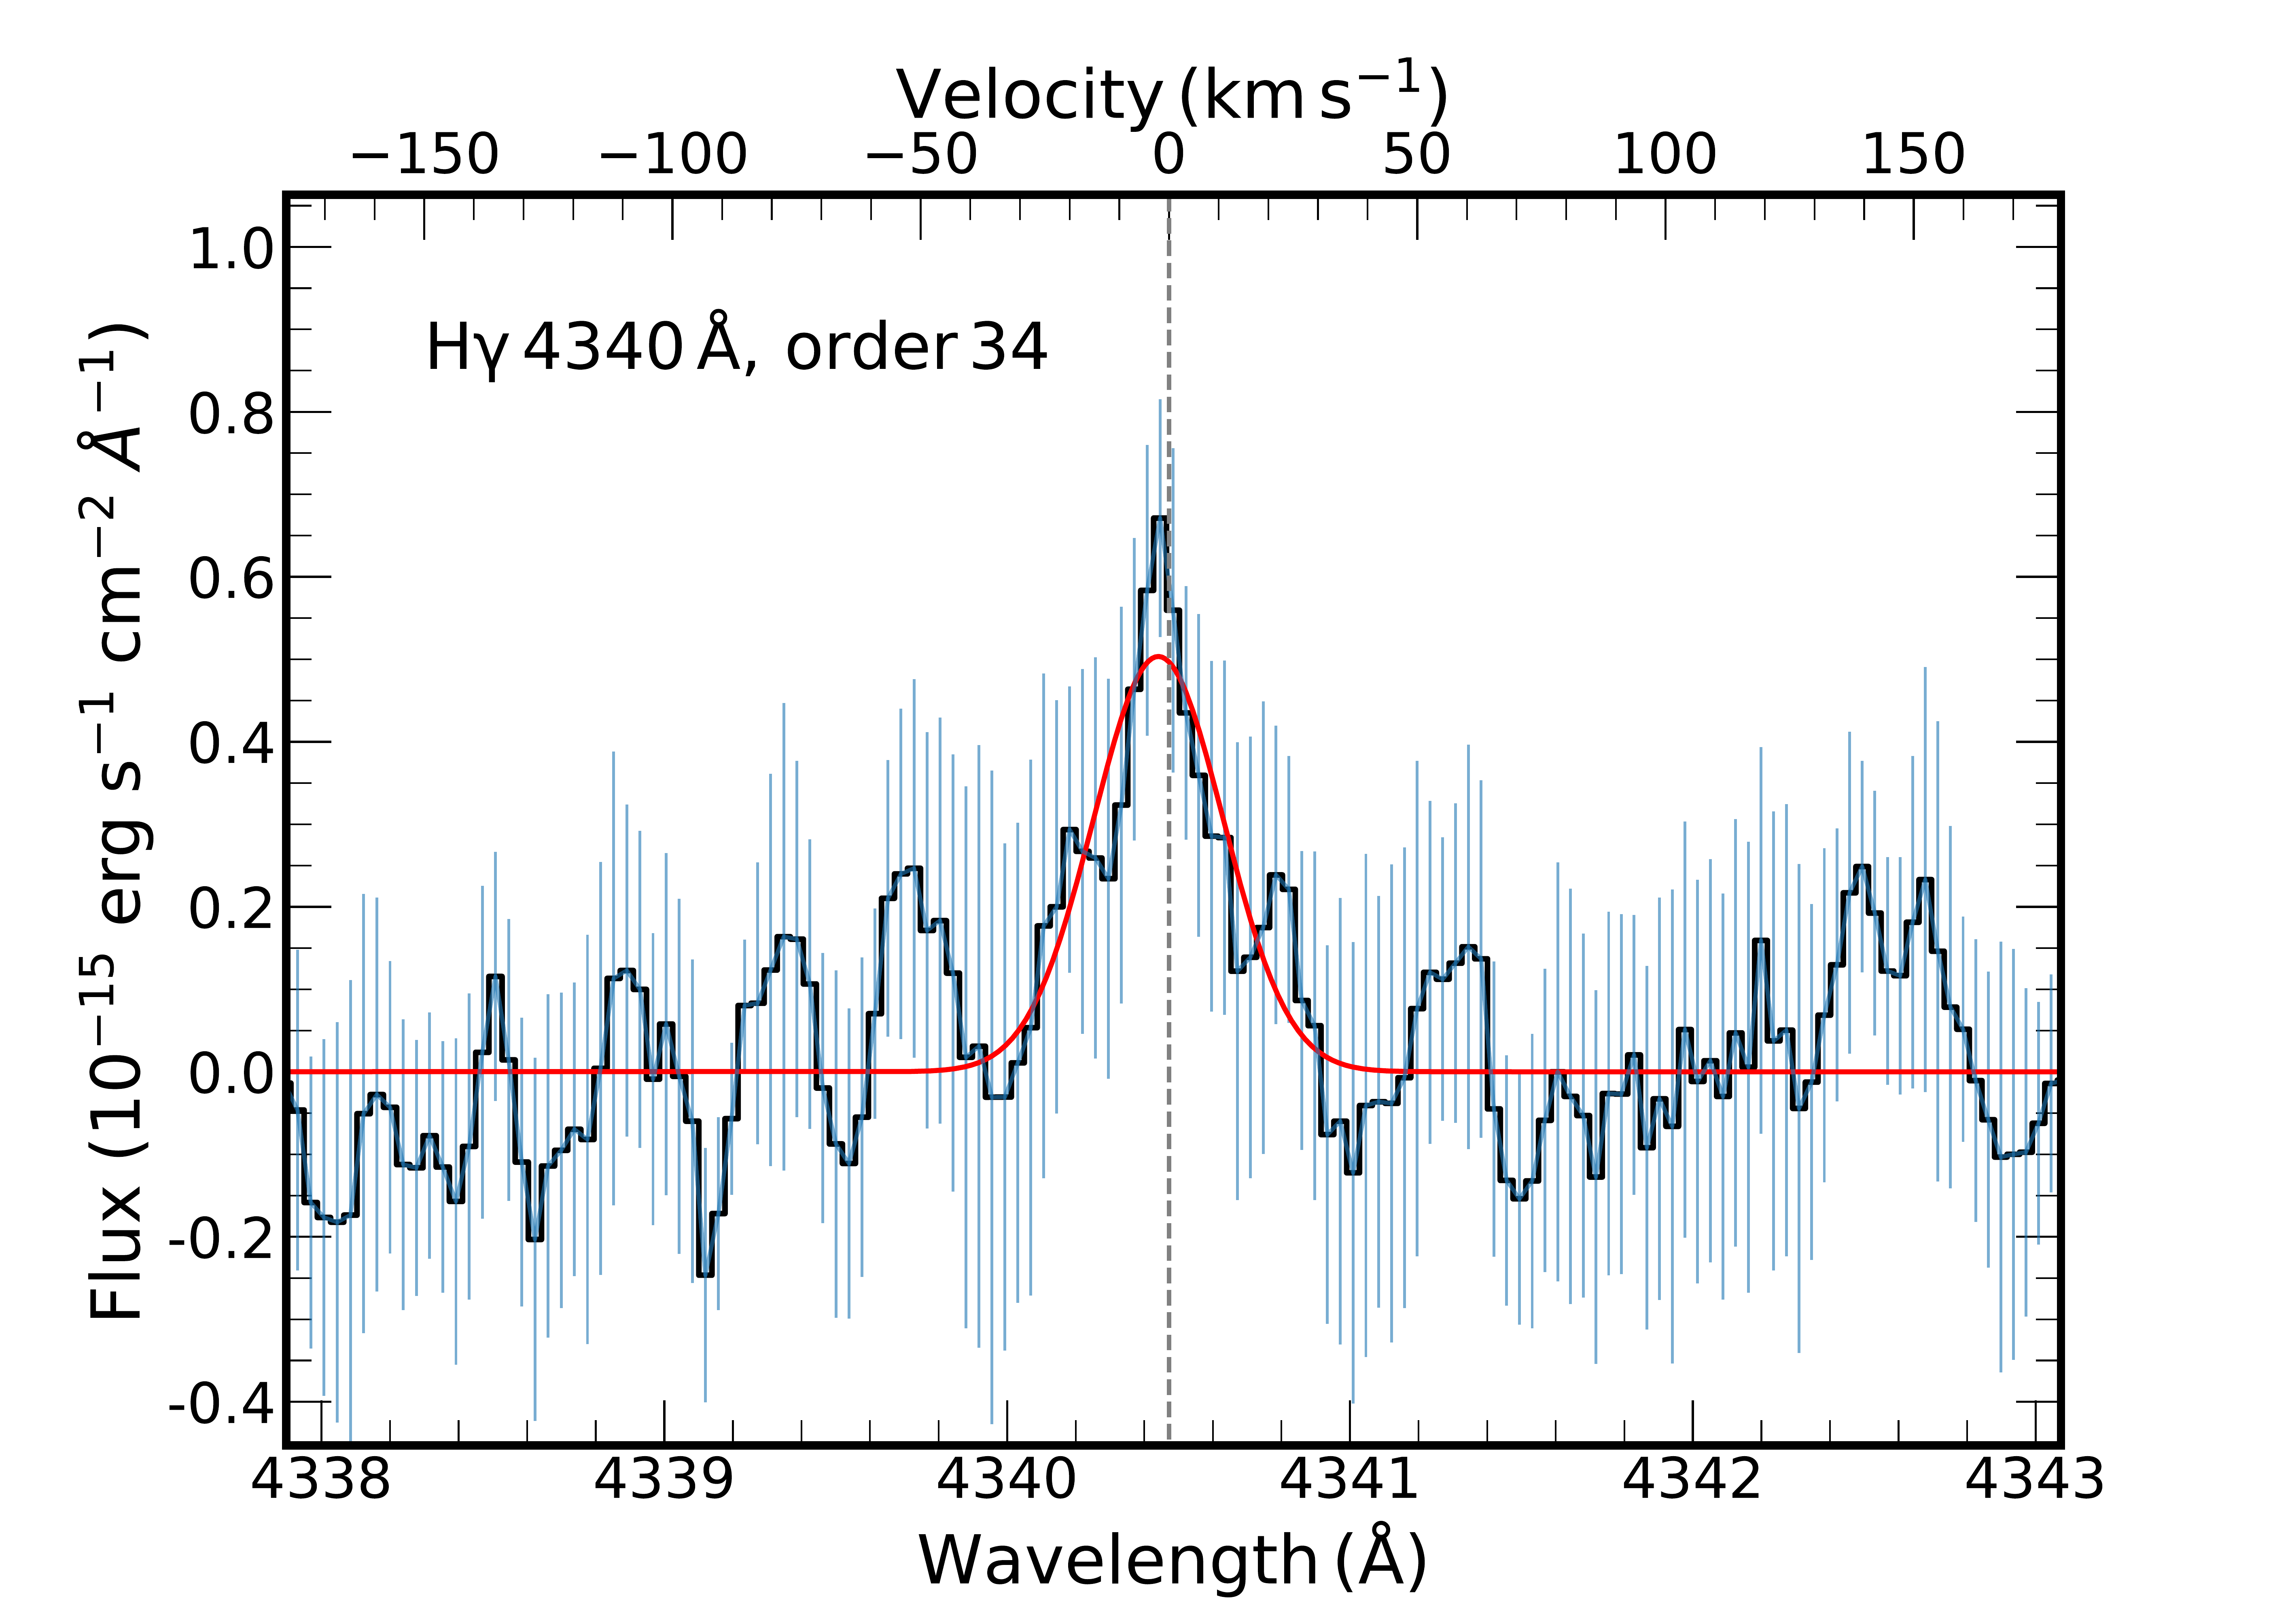 Velocity (km s⁻¹)
−150 −100 −50 0 50 100 150
Hγ 4340 Å, order 34
Flux (10⁻¹⁵ erg s⁻¹ cm⁻² Å⁻¹)
1.0
0.8
0.6
0.4
0.2
0.0
-0.2
-0.4
4338 4339 4340 4341 4342 4343
Wavelength (Å)